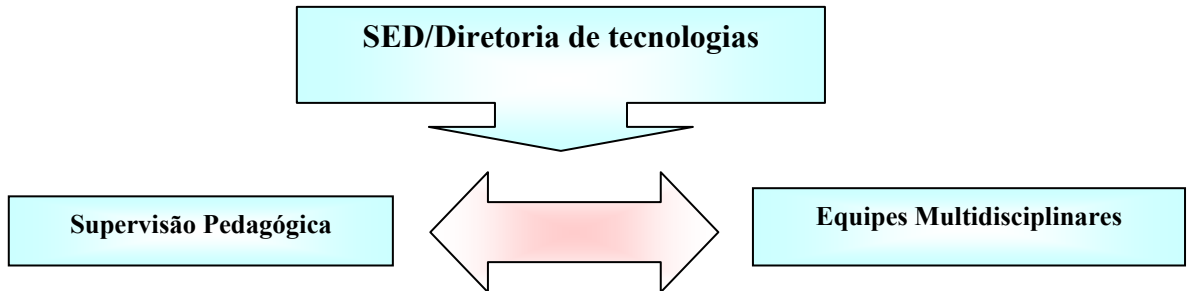 SED/Diretoria de tecnologias
Supervisão Pedagógica
Equipes Multidisciplinares